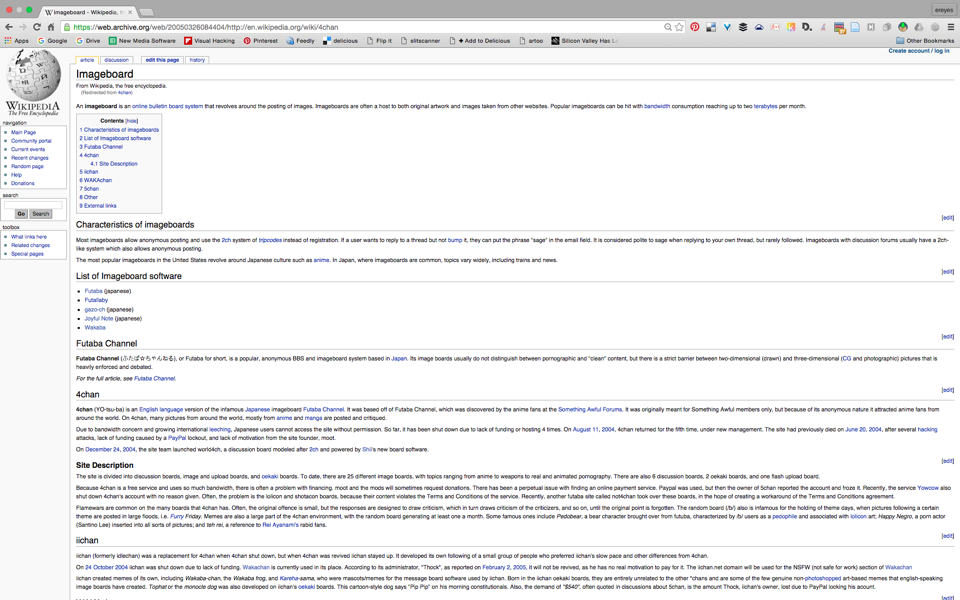 imageboard - Wikipedia, t
ereyes
https://web.archive.org/web/20050326084404/http://en.wikipedia.org/wiki/4chan
Apps Google Drive New Media Software Visual Hacking Pinterest Feedly delicious Flip it slitscanner + Add to Delicious artoo Silicon Valley Has Lo Other Bookmarks
Create account / log in
article discussion edit this page history
WIKIPEDIA
The Free Encyclopedia
navigation
Main Page
Community portal
Current events
Recent changes
Random page
Help
Donations
search
Go Search
toolbox
What links here
Related changes
Special pages
Imageboard
From Wikipedia, the free encyclopedia.
(Redirected from 4chan)
An imageboard is an online bulletin board system that revolves around the posting of images. Imageboards are often a host to both original artwork and images taken from other websites. Popular imageboards can be hit with bandwidth consumption reaching up to two terabytes per month.
Contents [hide]
1 Characteristics of imageboards
2 List of Imageboard software
3 Futaba Channel
4 4chan
4.1 Site Description
5 iichan
6 WAKAchan
7 5chan
8 Other
9 External links
[edit]
Characteristics of imageboards
Most imageboards allow anonymous posting and use the 2ch system of tripcodes instead of registration. If a user wants to reply to a thread but not bump it, they can put the phrase "sage" in the email field. It is considered polite to sage when replying to your own thread, but rarely followed. Imageboards with discussion forums usually have a 2ch-
like system which also allows anonymous posting.
The most popular imageboards in the United States revolve around Japanese culture such as anime. In Japan, where imageboards are common, topics vary widely, including trains and news.
[edit]
List of Imageboard software
Futaba (japanese)
Futallaby
gazo-ch (japanese)
Joyful Note (japanese)
Wakaba
[edit]
Futaba Channel
Futaba Channel (ふたば☆ちゃんねる), or Futaba for short, is a popular, anonymous BBS and imageboard system based in Japan. Its image boards usually do not distinguish between pornographic and "clean" content, but there is a strict barrier between two-dimensional (drawn) and three-dimensional (CG and photographic) pictures that is
heavily enforced and debated.
For the full article, see Futaba Channel.
[edit]
4chan
4chan (YO-tsu-ba) is an English language version of the infamous Japanese imageboard Futaba Channel. It was based off of Futaba Channel, which was discovered by the anime fans at the Something Awful Forums. It was originally meant for Something Awful members only, but because of its anonymous nature it attracted anime fans from
around the world. On 4chan, many pictures from around the world, mostly from anime and manga are posted and critiqued.
Due to bandwidth concern and growing international leeching, Japanese users cannot access the site without permission. So far, it has been shut down due to lack of funding or hosting 4 times. On August 11, 2004, 4chan returned for the fifth time, under new management. The site had previously died on June 20, 2004, after several hacking
attacks, lack of funding caused by a PayPal lockout, and lack of motivation from the site founder, moot.
On December 24, 2004, the site team launched world4ch, a discussion board modeled after 2ch and powered by Shii's new board software.
[edit]
Site Description
The site is divided into discussion boards, image and upload boards, and oekaki boards. To date, there are 25 different image boards, with topics ranging from anime to weapons to real and animated pornography. There are also 6 discussion boards, 2 oekaki boards, and one flash upload board.
Because 4chan is a free service and uses so much bandwidth, there is often a problem with financing. moot and the mods will sometimes request donations. There has been a perpetual issue with finding an online payment service. Paypal was used, but then the owner of 5chan reported the account and froze it. Recently, the service Yowcow also
shut down 4chan's account with no reason given. Often, the problem is the lolicon and shotacon boards, because their content violates the Terms and Conditions of the service. Recently, another futaba site called not4chan took over these boards, in the hope of creating a workaround of the Terms and Conditions agreement.
Flamewars are common on the many boards that 4chan has. Often, the original offence is small, but the responses are designed to draw criticism, which in turn draws criticism of the criticizers, and so on, until the original point is forgotten. The random board (/b/) also is infamous for the holding of theme days, when pictures following a certain
theme are posted in large floods, i.e. Furry Friday. Memes are also a large part of the 4chan environment, with the random board generating at least one a month. Some famous ones include Pedobear, a bear character brought over from futaba, characterized by /b/ users as a pedophile and associated with lolicon art; Happy Negro, a porn actor
(Santino Lee) inserted into all sorts of pictures; and teh rei, a reference to Rei Ayanami's rabid fans.
[edit]
iichan
iichan (formerly idlechan) was a replacement for 4chan when 4chan shut down, but when 4chan was revived iichan stayed up. It developed its own following of a small group of people who preferred iichan's slow pace and other differences from 4chan.
On 24 October 2004 iichan was shut down due to lack of funding. Wakachan is currently used in its place. According to its administrator, "Thock", as reported on February 2, 2005, it will not be revived, as he has no real motivation to pay for it. The iichan.net domain will be used for the NSFW (not safe for work) section of Wakachan
iichan created memes of its own, including Wakaba-chan, the Wakaba frog, and Kareha-sama, who were mascots/memes for the message board software used by iichan. Born in the iichan oekaki boards, they are entirely unrelated to the other *chans and are some of the few genuine non-photoshopped art-based memes that english-speaking
image boards have created. Tophat or the monocle dog was also developed on iichan's oekaki boards. This cartoon-style dog says "Pip Pip" on his morning constitutionals. Also, the demand of "$540", often quoted in discussions about 5chan, is the amount Thock, iichan's owner, lost due to PayPal locking his acount.
[edit]